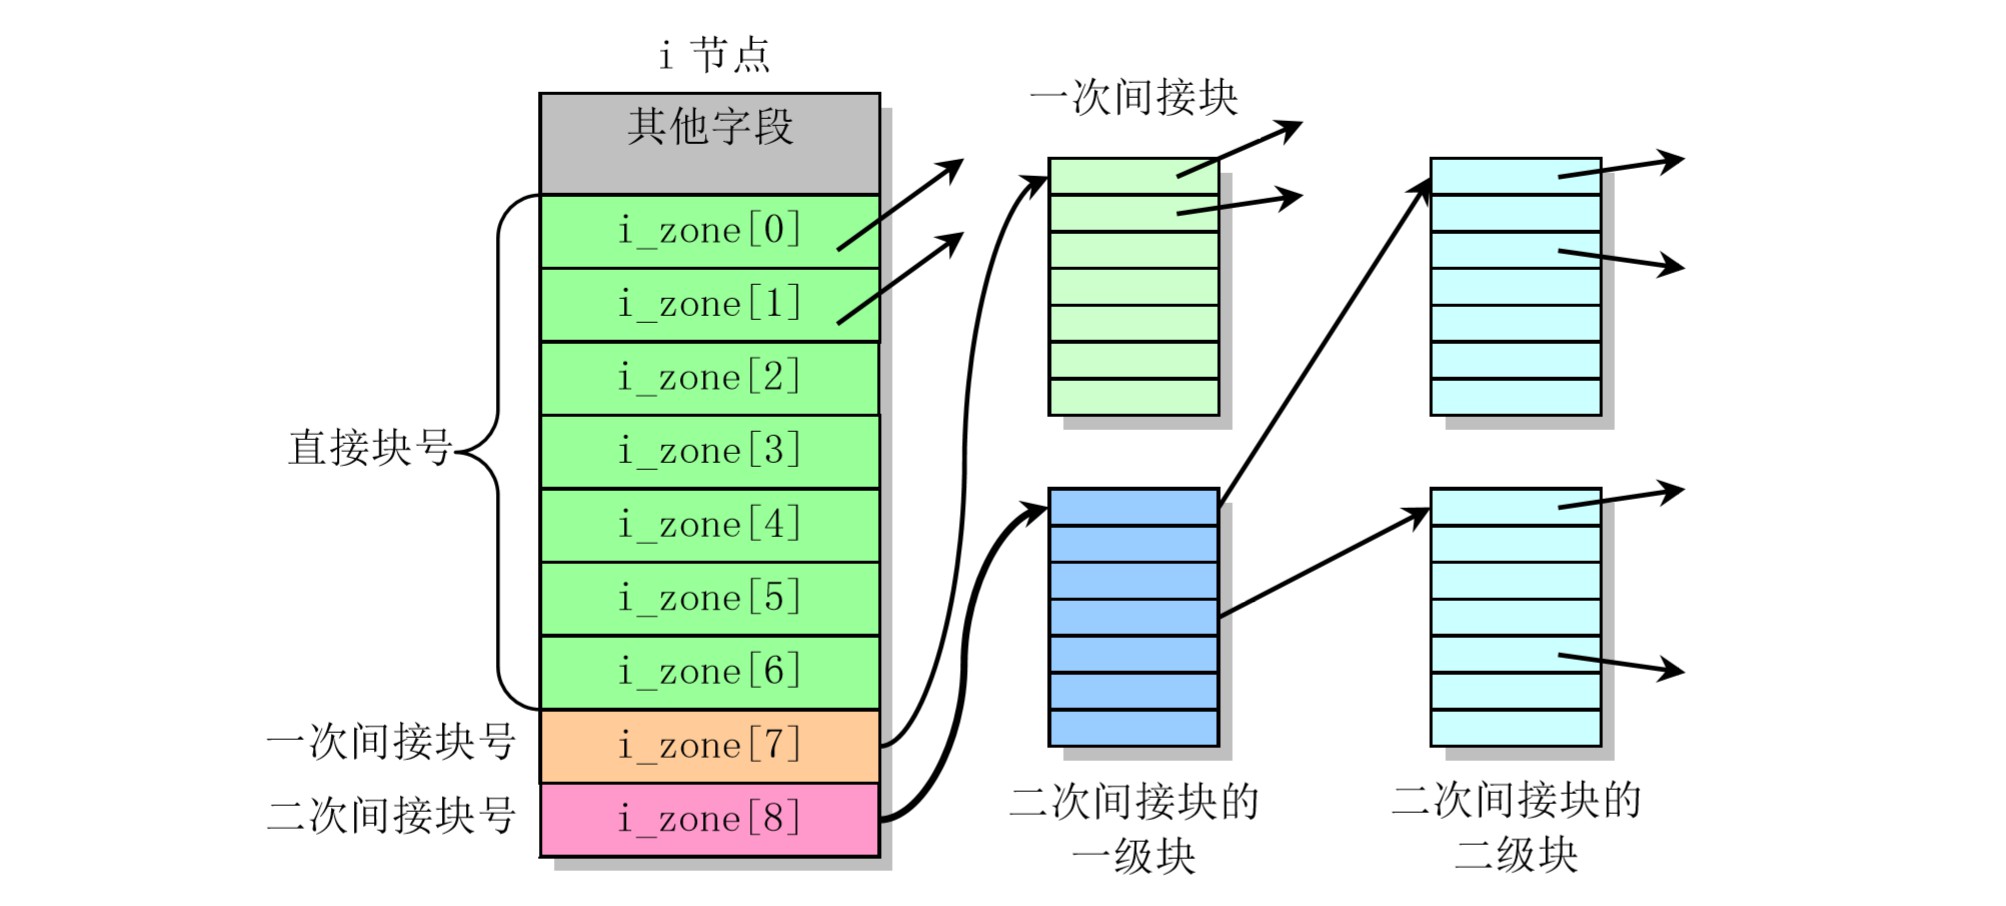 i 节点
其他字段
i_zone[0]
i_zone[1]
i_zone[2]
i_zone[3]
i_zone[4]
i_zone[5]
i_zone[6]
i_zone[7]
i_zone[8]
直接块号
一次间接块号
二次间接块号
一次间接块
二次间接块的
一级块
二次间接块的
二级块